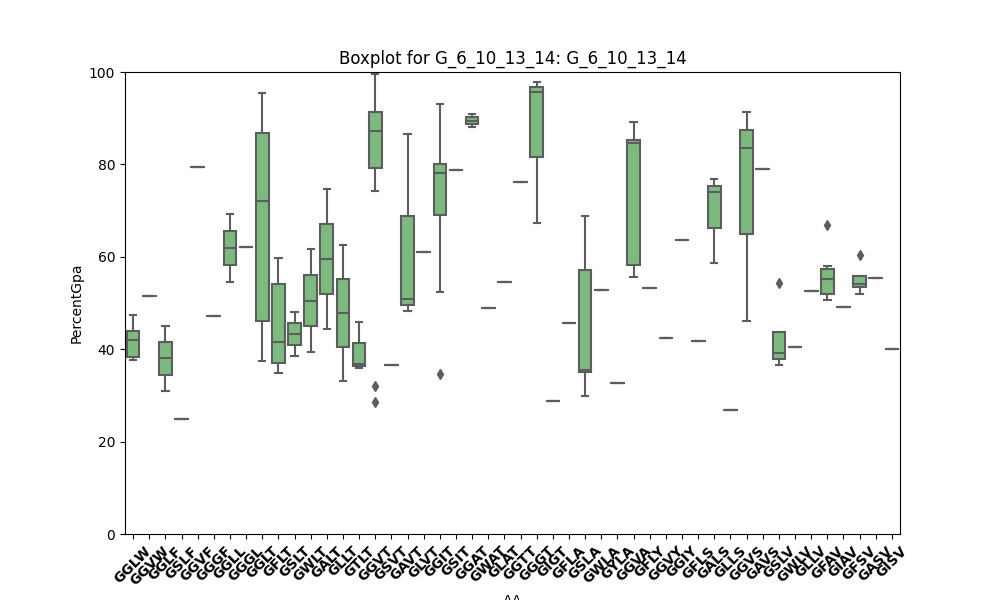 Boxplot for G_6_10_13_14: G_6_10_13_14
PercentGpa
100
80
60
40
20
0
GGLW GGVW GGLF GSLF GGVF GGGF GGLL GGGL GGLT GFLT GSLT GWLT GALT GLLT GTLT GGVT GSVT GAVT GLVT GGIT GSIT GGAT GWAT GLAT GGTT GGGT GIGT GFLA GSLA GWLA GYLA GGVA GFLY GGVY GGIY GFLS GALS GLLS GGVS GAVS GSLV GWLV GLLV GFAV GIAV GFSV GASV GISV
AA